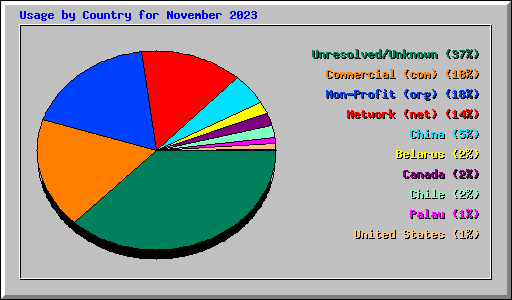 Usage by Country for November 2023
Unresolved/Unknown (37%)
Commercial (com) (18%)
Non-Profit (org) (18%)
Network (net) (14%)
China (5%)
Belarus (2%)
Canada (2%)
Chile (2%)
Palau (1%)
United States (1%)